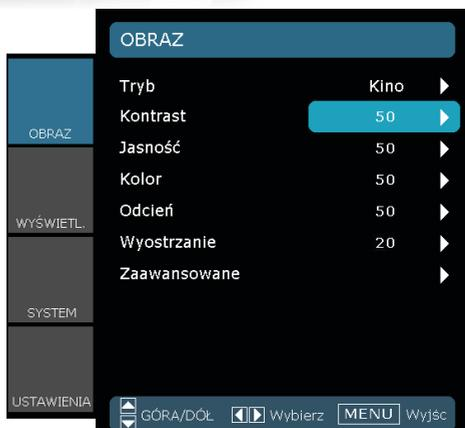 OBRAZ
Tryb Kino
Kontrast 50
Jasność 50
Kolor 50
Odcień 50
Wyostrzanie 20
Zaawansowane
OBRAZ
WYŚWIETL.
SYSTEM
USTAWIENIA
GÓRA/DÓŁ Wybierz MENU Wyjśc